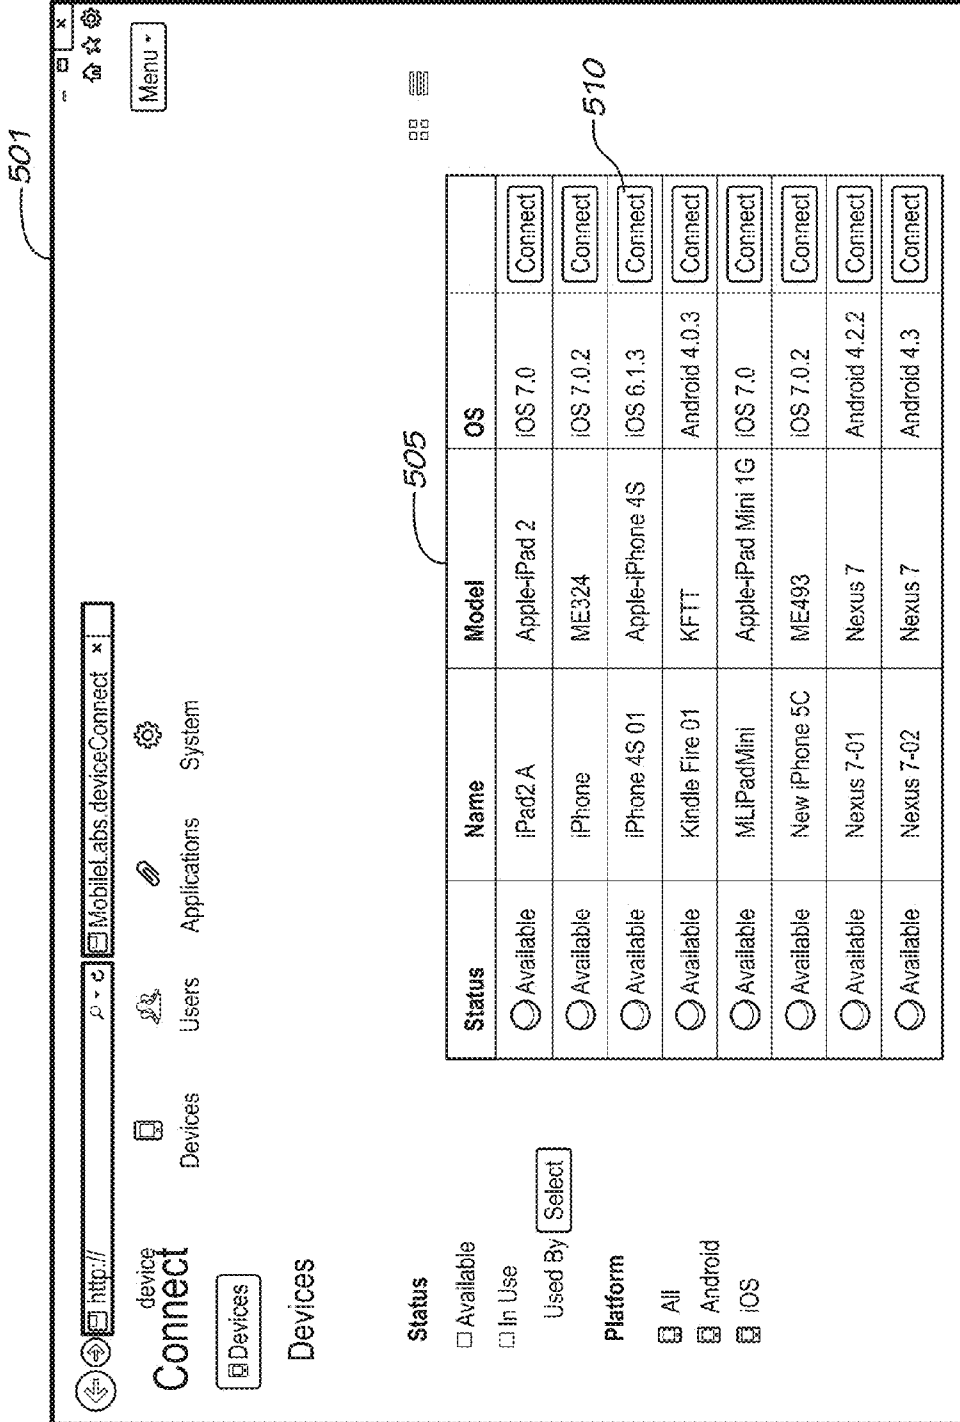 501
http://
MobileLabs.deviceConnect
device
Connect
Devices
Users
Applications
System
Menu
Devices
Devices
505
Status
Available
In Use
Used By Select
Platform
All
Android
iOS
Status Name Model OS
Available iPad2 A Apple-iPad 2 iOS 7.0 Connect
Available iPhone ME324 iOS 7.0.2 Connect
Available iPhone 4S 01 Apple-iPhone 4S iOS 6.1.3 Connect
510
Available Kindle Fire 01 KFTT Android 4.0.3 Connect
Available MLiPadMini Apple-iPad Mini 1G iOS 7.0 Connect
Available New iPhone 5C ME493 iOS 7.0.2 Connect
Available Nexus 7-01 Nexus 7 Android 4.2.2 Connect
Available Nexus 7-02 Nexus 7 Android 4.3 Connect